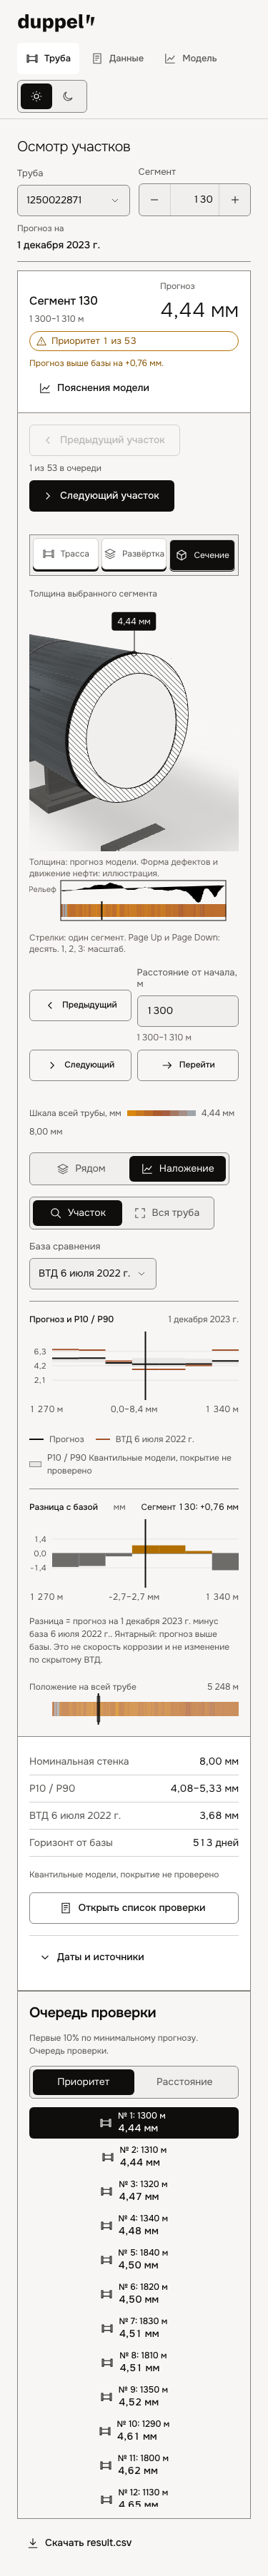 duppel
Труба
Данные
Модель
Осмотр участков
Труба
Сегмент
1250022871
130
Прогноз на
1 декабря 2023 г.
Прогноз
Сегмент 130
4,44 мм
1 300–1 310 м
Приоритет 1 из 53
Прогноз выше базы на +0,76 мм.
Пояснения модели
Предыдущий участок
1 из 53 в очереди
Следующий участок
Трасса
Развёртка
Сечение
Толщина выбранного сегмента
4,44 мм
Толщина: прогноз модели. Форма дефектов и
движение нефти: иллюстрация.
Рельеф
Стрелки: один сегмент. Page Up и Page Down:
десять. 1, 2, 3: масштаб.
Расстояние от начала,
м
Предыдущий
1300
1 300–1 310 м
Следующий
Перейти
Шкала всей трубы, мм
4,44 мм
8,00 мм
Рядом
Наложение
Участок
Вся труба
База сравнения
ВТД 6 июля 2022 г.
Прогноз и P10 / P90
1 декабря 2023 г.
6,3
4,2
2,1
1 270 м
0,0–8,4 мм
1 340 м
Прогноз
ВТД 6 июля 2022 г.
P10 / P90 Квантильные модели, покрытие не
проверено
Разница с базой
мм
Сегмент 130: +0,76 мм
1,4
0,0
-1,4
1 270 м
-2,7–2,7 мм
1 340 м
Разница = прогноз на 1 декабря 2023 г. минус
база 6 июля 2022 г.. Янтарный: прогноз выше
базы. Это не скорость коррозии и не изменение
по скрытому ВТД.
Положение на всей трубе
5 248 м
Номинальная стенка
8,00 мм
P10 / P90
4,08–5,33 мм
ВТД 6 июля 2022 г.
3,68 мм
Горизонт от базы
513 дней
Квантильные модели, покрытие не проверено
Открыть список проверки
Даты и источники
Очередь проверки
Первые 10% по минимальному прогнозу.
Очередь проверки.
Приоритет
Расстояние
№ 1: 1300 м
4,44 мм
№ 2: 1310 м
4,44 мм
№ 3: 1320 м
4,47 мм
№ 4: 1340 м
4,48 мм
№ 5: 1840 м
4,50 мм
№ 6: 1820 м
4,50 мм
№ 7: 1830 м
4,51 мм
№ 8: 1810 м
4,51 мм
№ 9: 1350 м
4,52 мм
№ 10: 1290 м
4,61 мм
№ 11: 1800 м
4,62 мм
№ 12: 1130 м
4,65 мм
Скачать result.csv